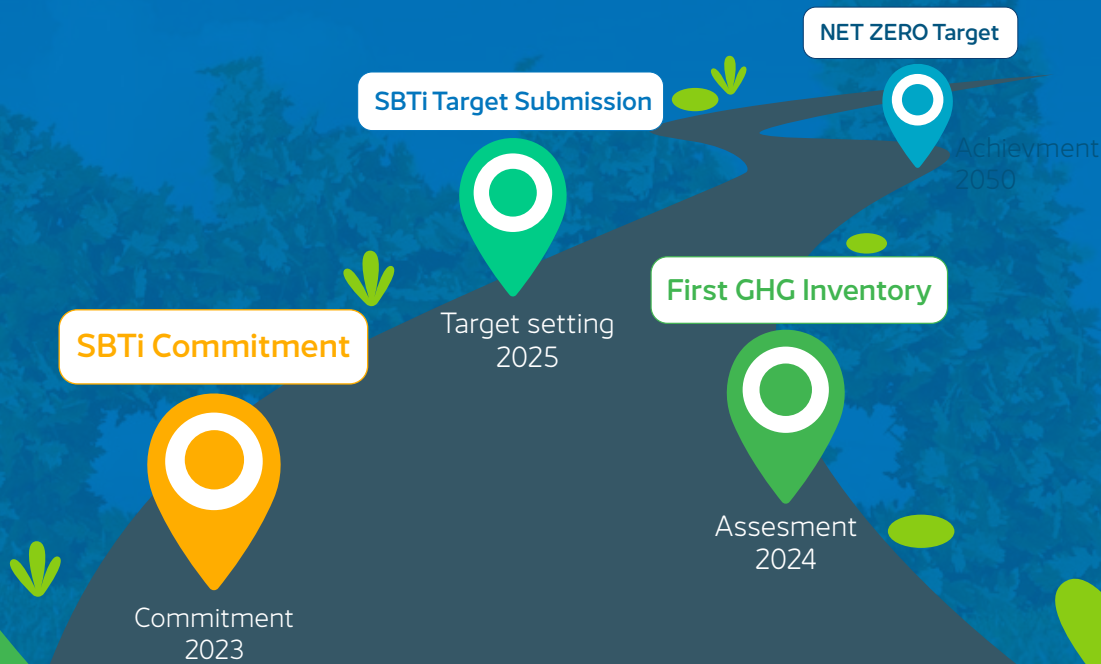 NET ZERO Target
Achievment
2050
SBTi Target Submission
Target setting
2025
First GHG Inventory
Assesment
2024
SBTi Commitment
Commitment
2023